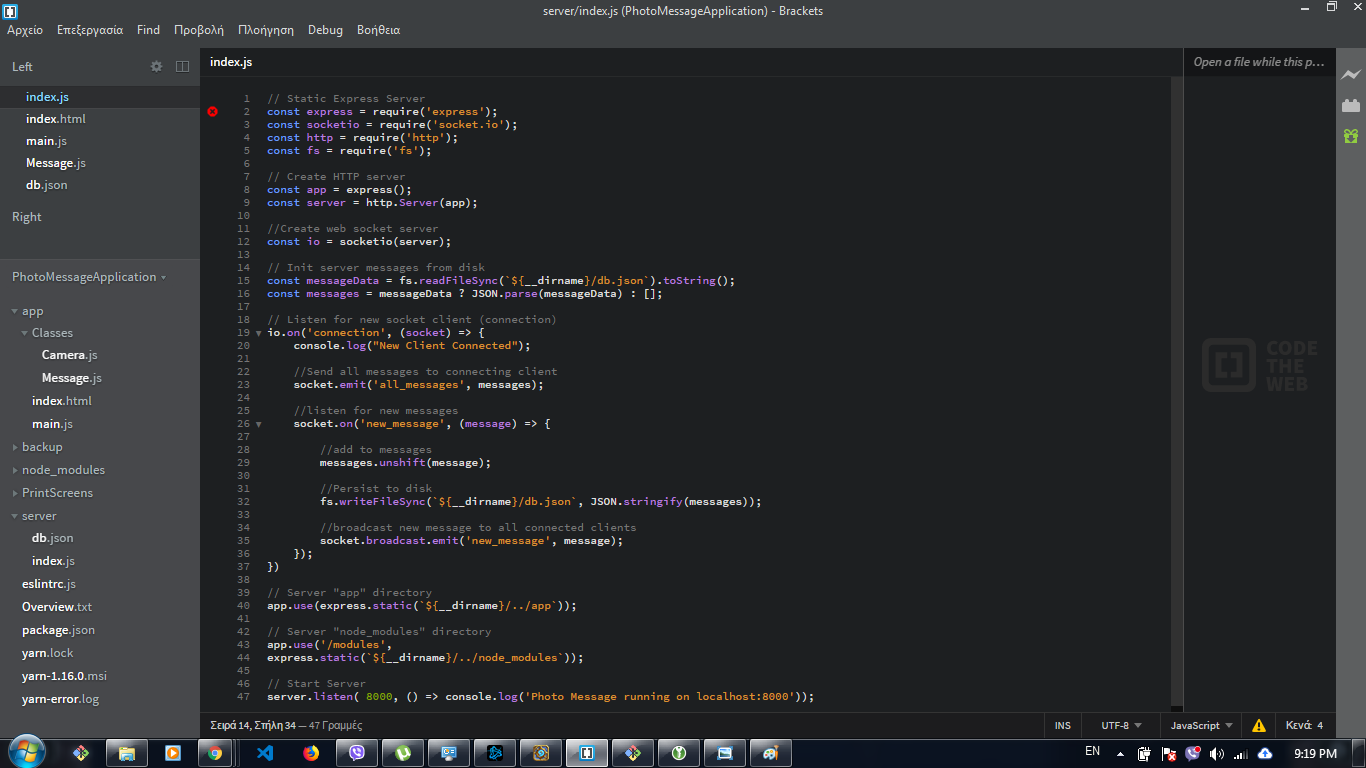 server/index.js (PhotoMessageApplication) - Brackets
Αρχείο Επεξεργασία Find Προβολή Πλοήγηση Debug Βοήθεια
Left
index.js
index.html
main.js
Message.js
db.json
Right
PhotoMessageApplication
app
Classes
Camera.js
Message.js
index.html
main.js
backup
node_modules
PrintScreens
server
db.json
index.js
eslintrc.js
Overview.txt
package.json
yarn.lock
yarn-1.16.0.msi
yarn-error.log
index.js
1 // Static Express Server
2 const express = require('express');
3 const socketio = require('socket.io');
4 const http = require('http');
5 const fs = require('fs');
6
7 // Create HTTP server
8 const app = express();
9 const server = http.Server(app);
10
11 //Create web socket server
12 const io = socketio(server);
13
14 // Init server messages from disk
15 const messageData = fs.readFileSync(`${__dirname}/db.json`).toString();
16 const messages = messageData ? JSON.parse(messageData) : [];
17
18 // Listen for new socket client (connection)
19 io.on('connection', (socket) => {
20 console.log("New Client Connected");
21
22 //Send all messages to connecting client
23 socket.emit('all_messages', messages);
24
25 //listen for new messages
26 socket.on('new_message', (message) => {
27
28 //add to messages
29 messages.unshift(message);
30
31 //Persist to disk
32 fs.writeFileSync(`${__dirname}/db.json`, JSON.stringify(messages));
33
34 //broadcast new message to all connected clients
35 socket.broadcast.emit('new_message', message);
36 });
37 })
38
39 // Server "app" directory
40 app.use(express.static(`${__dirname}/../app`));
41
42 // Server "node_modules" directory
43 app.use('/modules',
44 express.static(`${__dirname}/../node_modules`));
45
46 // Start Server
47 server.listen( 8000, () => console.log('Photo Message running on localhost:8000'));
Open a file while this p...
CODE
THE
WEB
Σειρά 14, Στήλη 34 — 47 Γραμμές
INS UTF-8 JavaScript Κενά: 4
EN 9:19 PM